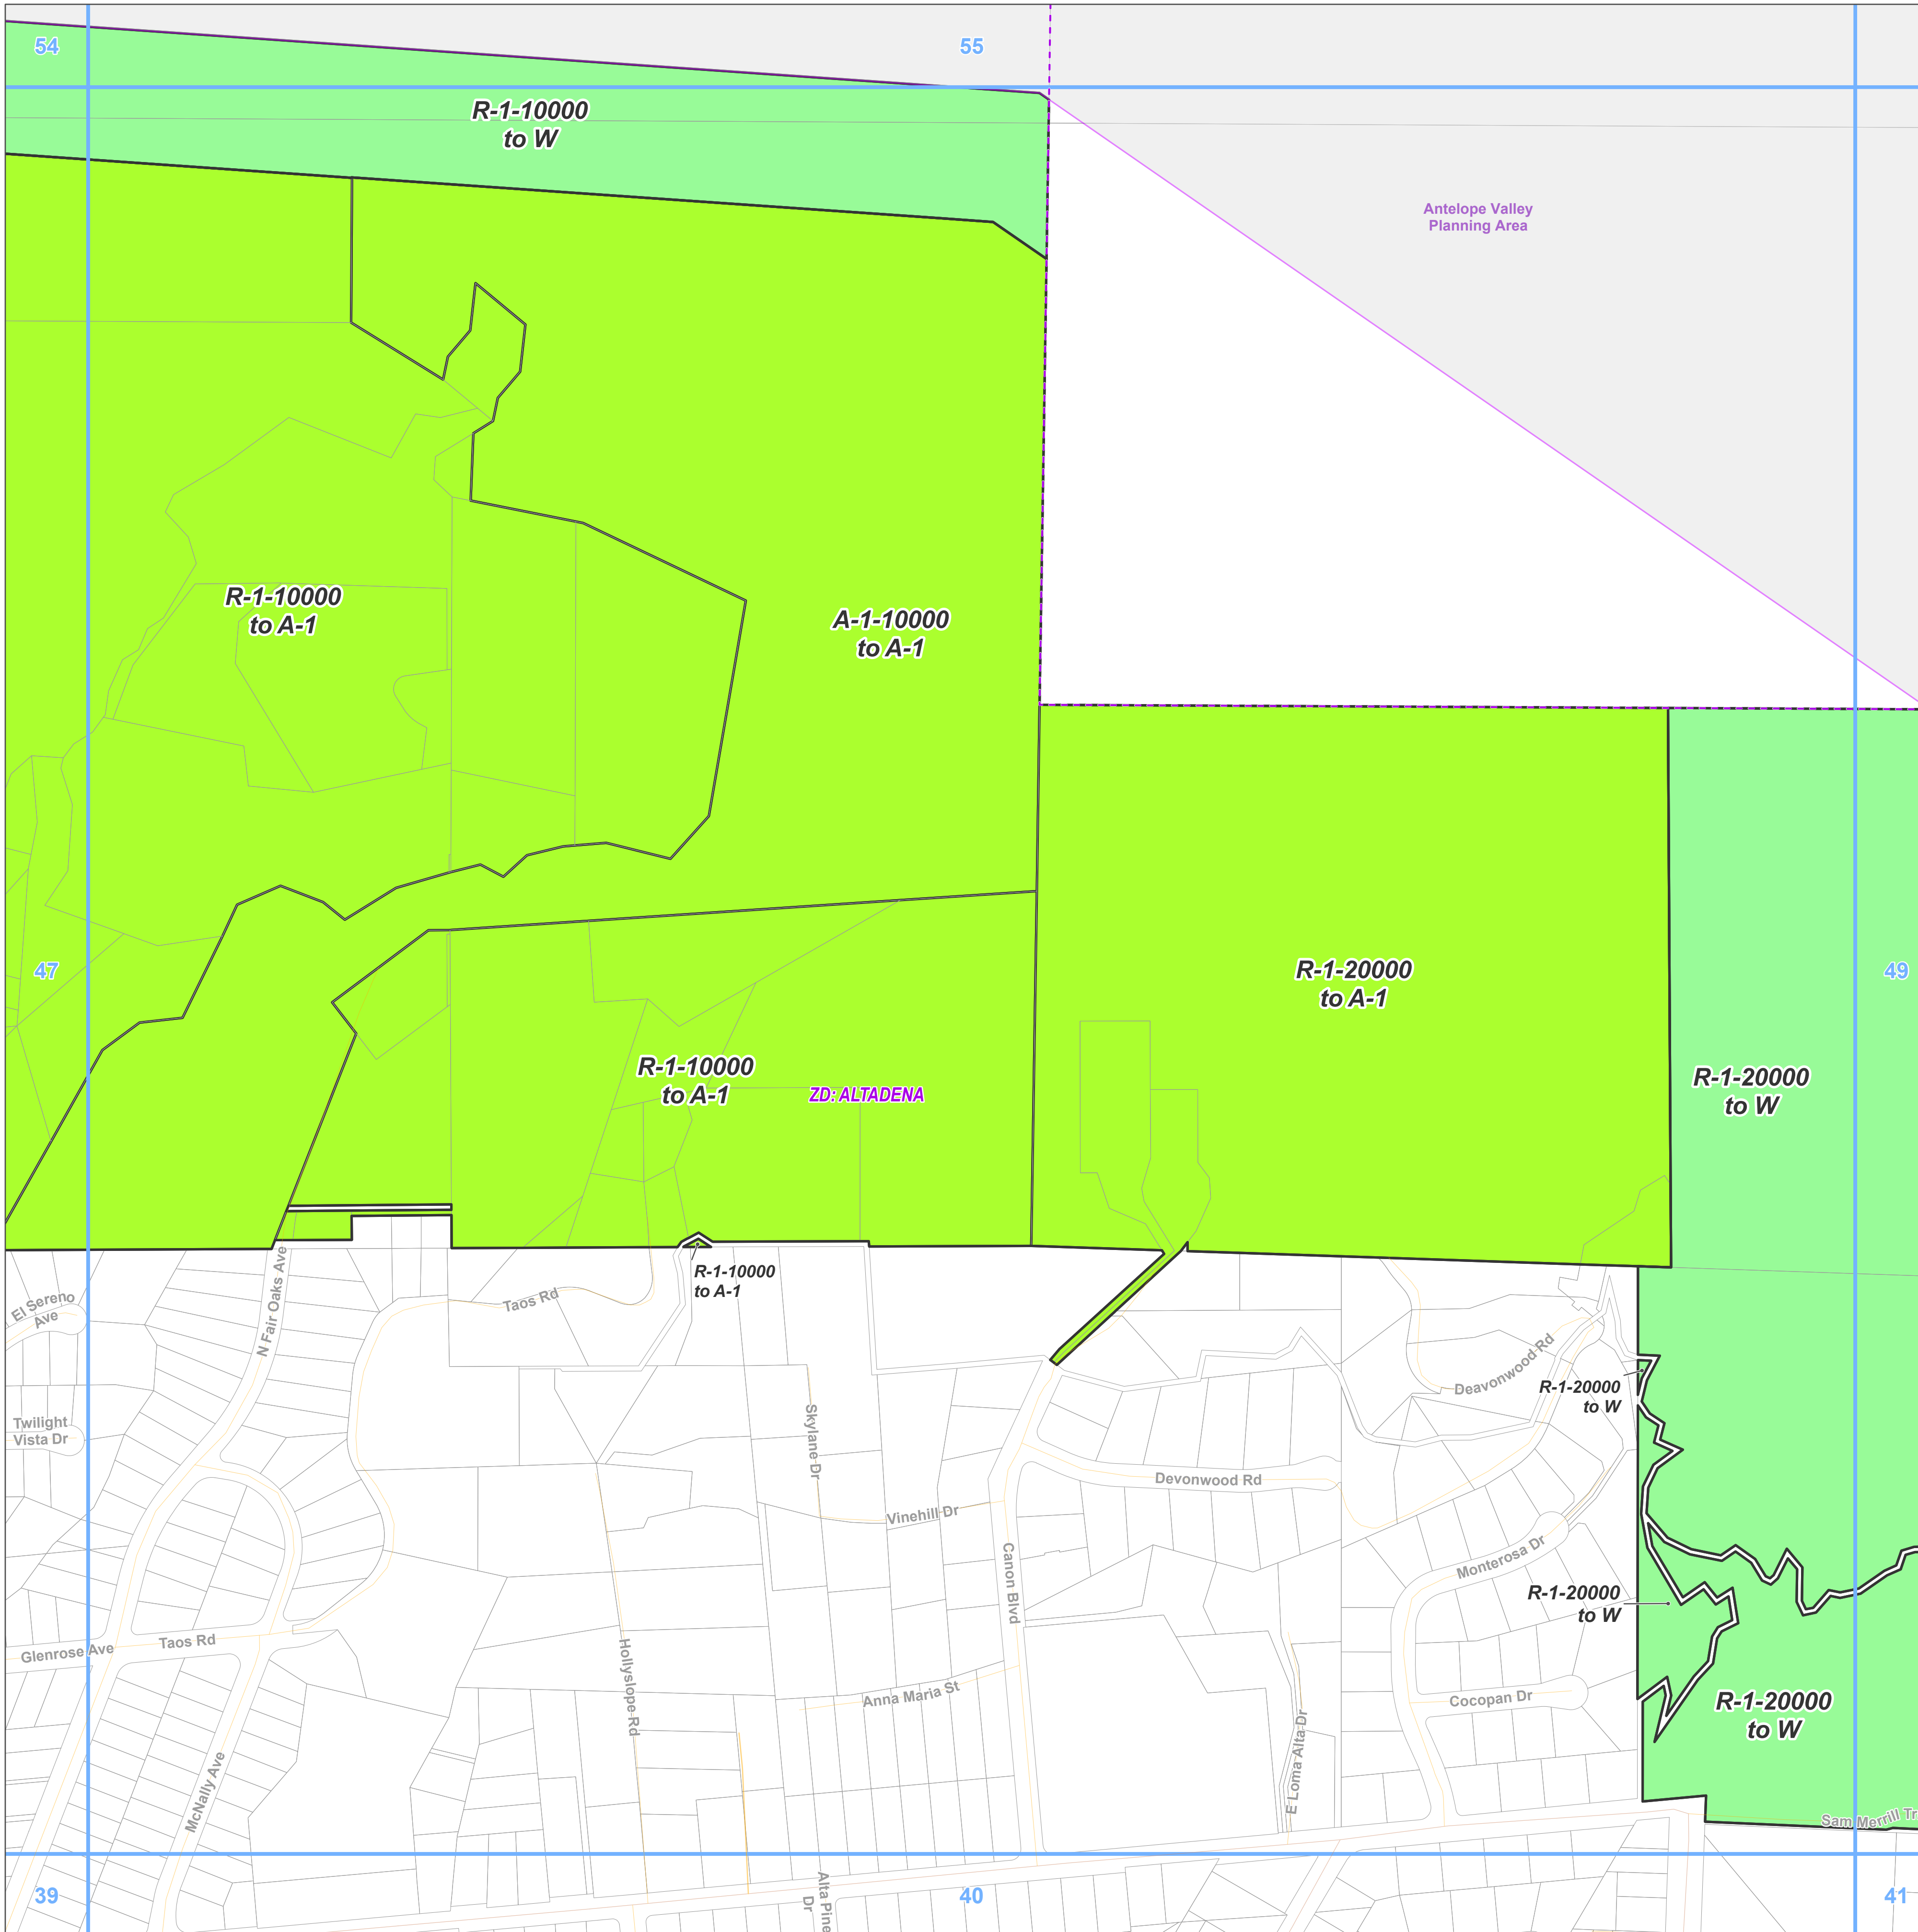 54
55
R-1-10000
to W
Antelope Valley
Planning Area
R-1-10000
to A-1
A-1-10000
to A-1
47
R-1-20000
to A-1
49
R-1-10000
to A-1
ZD: ALTADENA
R-1-20000
to W
R-1-10000
to A-1
El Sereno
Ave
N Fair Oaks Ave
Taos Rd
Deavonwood Rd
R-1-20000
to W
Twilight
Vista Dr
Skylane Dr
Devonwood Rd
Vinehill Dr
Canon Blvd
Monterosa Dr
R-1-20000
to W
Glenrose Ave
Taos Rd
Hollyslope Rd
Anna Maria St
Cocopan Dr
R-1-20000
to W
E Loma Alta Dr
McNally Ave
Sam Merrill Tr
39
Alta Pine
Dr
40
41